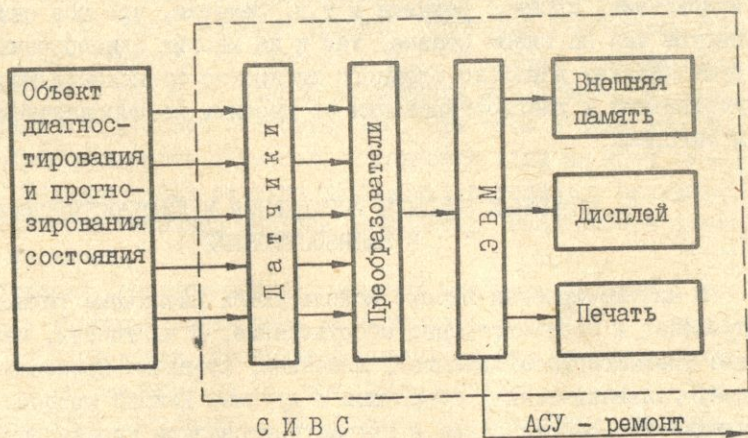 Объект
диагнос-
тирования
и прогно-
зирования
состояния
Датчики
Преобразователи
ЭВМ
Внешняя
память
Дисплей
Печать
СИВС
АСУ - ремонт